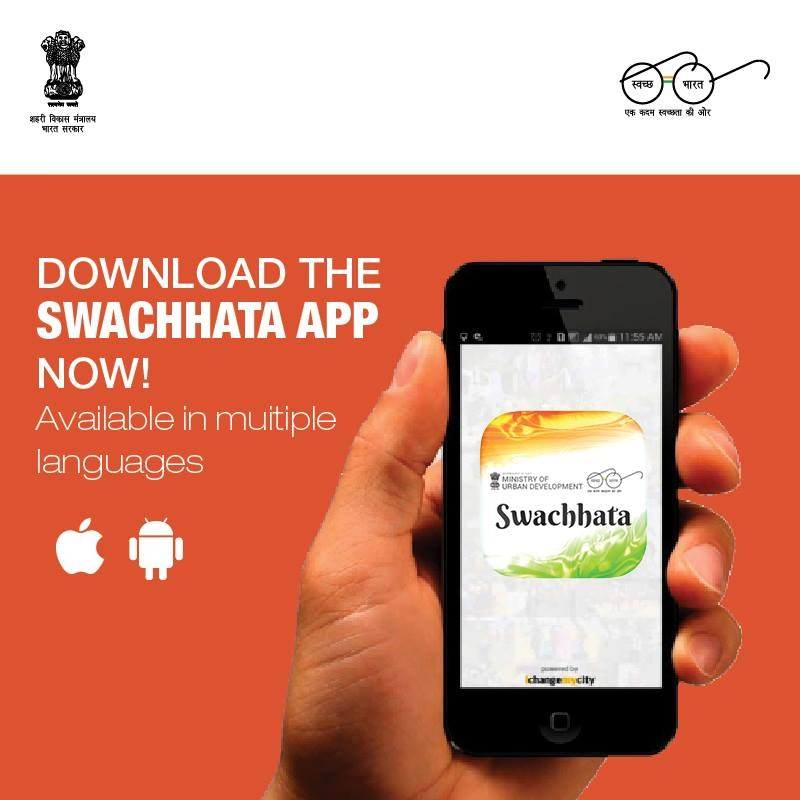 सत्यमेव जयते
शहरी विकास मंत्रालय
भारत सरकार
स्वच्छ भारत
एक कदम स्वच्छता की ओर
DOWNLOAD THE
SWACHHATA APP
NOW!
Available in muitiple
languages
11:55 AM
MINISTRY OF
URBAN DEVELOPMENT
Swachhata
powered by
ichangemycity